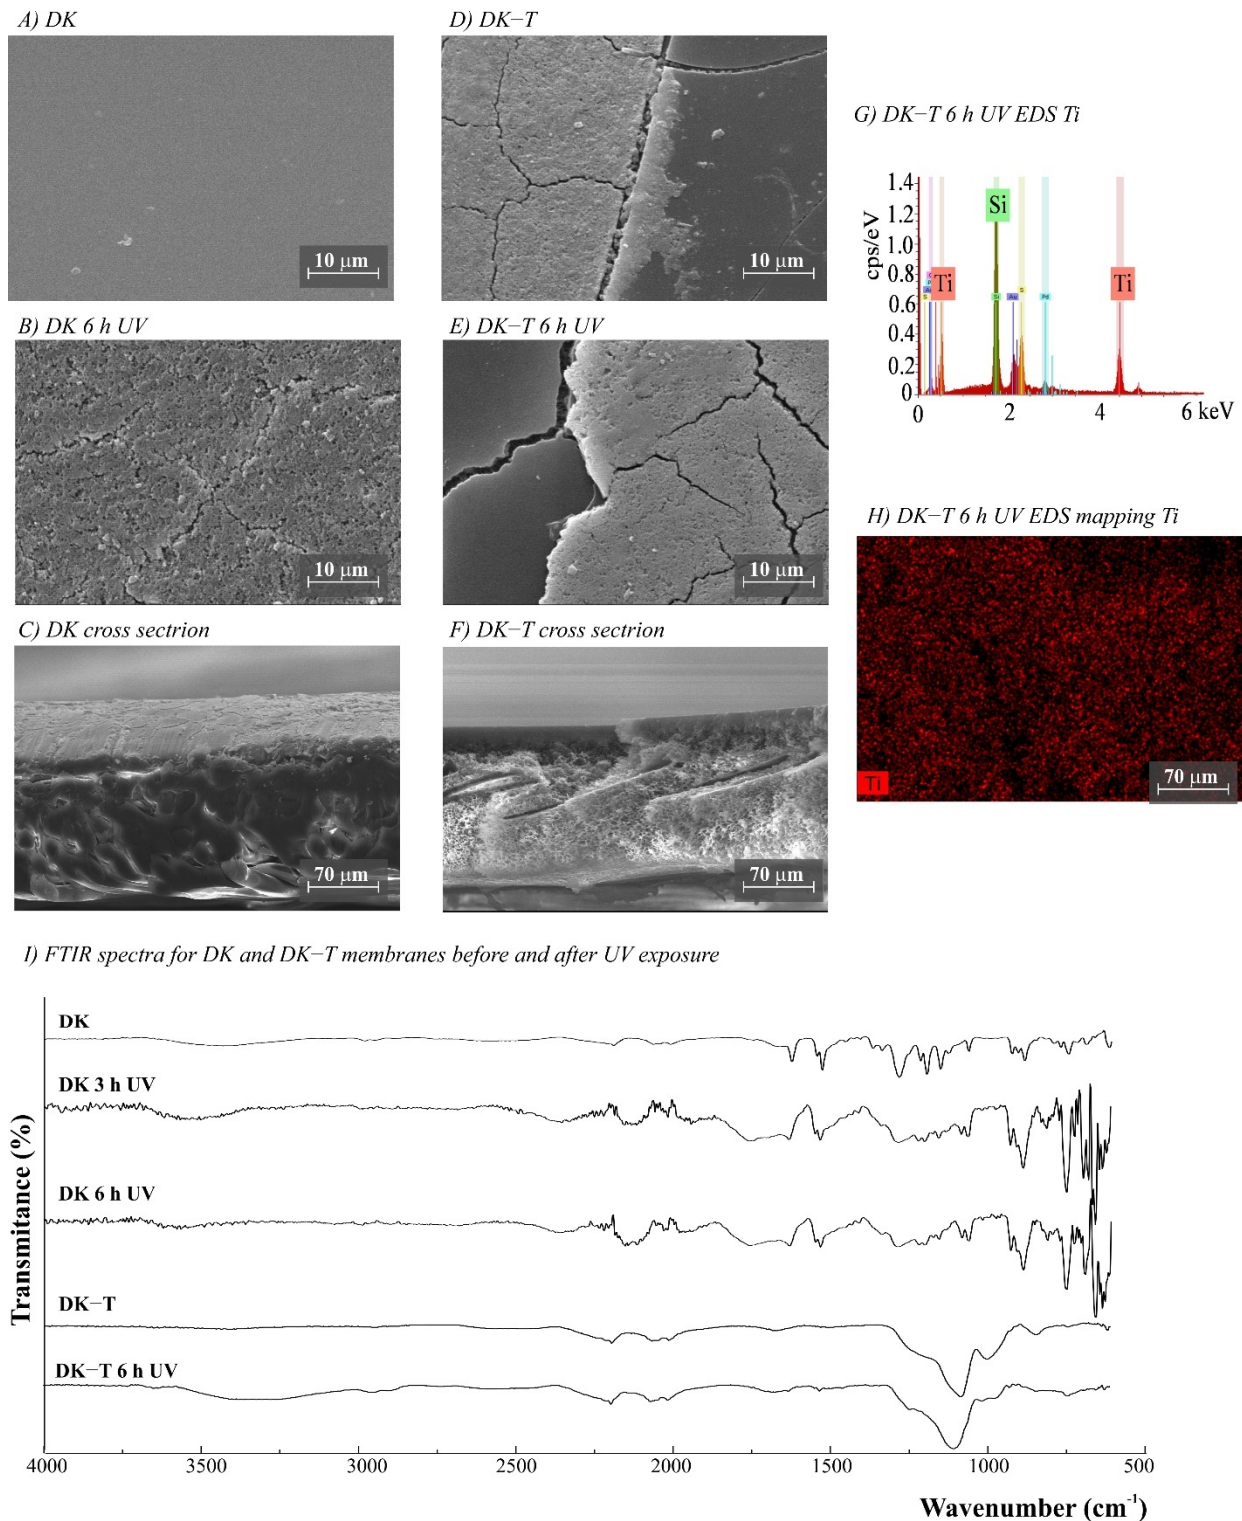 A) DK
10 μm
B) DK 6 h UV
10 μm
C) DK cross sectrion
70 μm
D) DK−T
10 μm
E) DK−T 6 h UV
10 μm
F) DK−T cross sectrion
70 μm
G) DK−T 6 h UV EDS Ti
cps/eV
1.4
1.2
1.0
0.8
0.6
0.4
0.2
0
Ti
Si
Ti
S
Si
Au
S
Pd
0 2 4 6 keV
H) DK−T 6 h UV EDS mapping Ti
Ti
70 μm
I) FTIR spectra for DK and DK−T membranes before and after UV exposure
Transmitance (%)
DK
DK 3 h UV
DK 6 h UV
DK−T
DK−T 6 h UV
4000 3500 3000 2500 2000 1500 1000 500
Wavenumber (cm⁻¹)